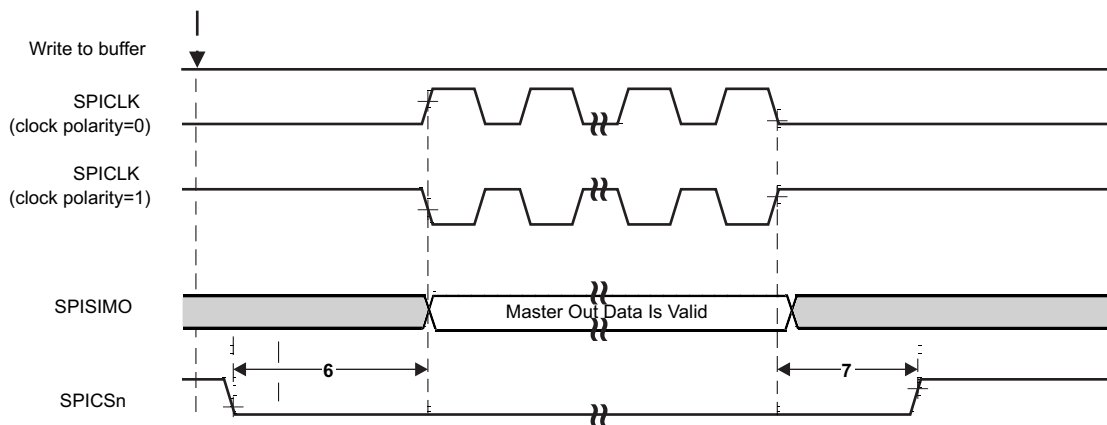 Write to buffer
SPICLK
(clock polarity=0)
SPICLK
(clock polarity=1)
SPISIMO
Master Out Data Is Valid
6
7
SPICSn